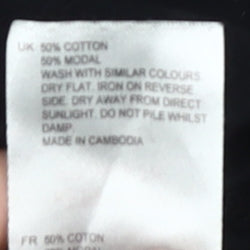 UK 50% COTTON
50% MODAL
WASH WITH SIMILAR COLOURS.
DRY FLAT. IRON ON REVERSE
SIDE. DRY AWAY FROM DIRECT
SUNLIGHT. DO NOT PILE WHILST
DAMP.
MADE IN CAMBODIA
FR 50% COTON